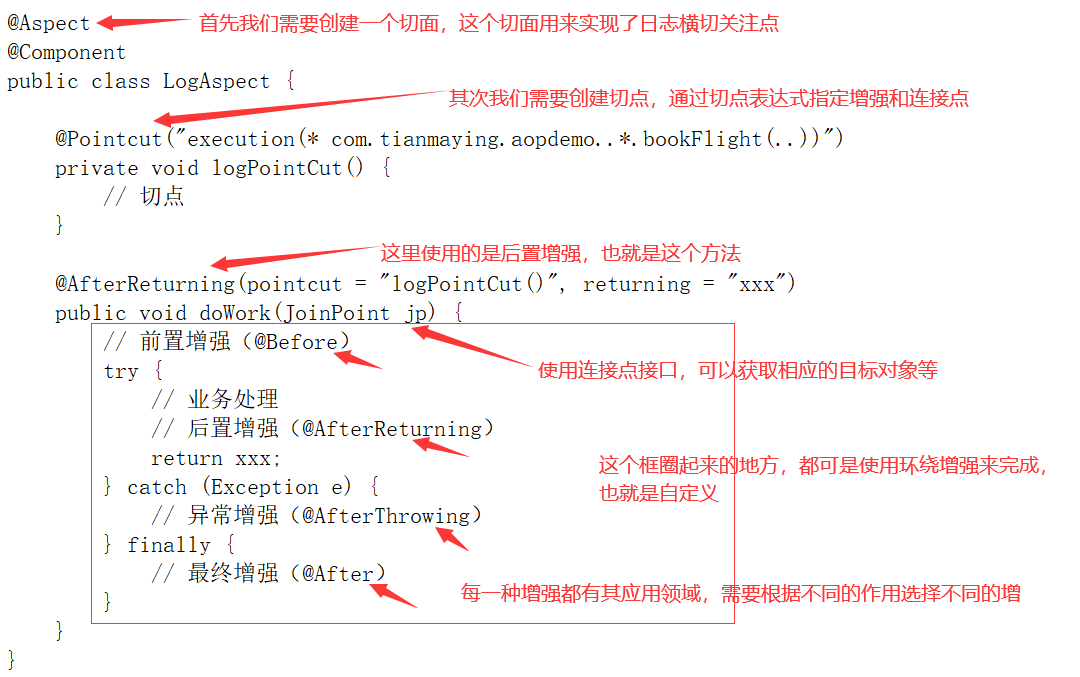 @Aspect 首先我们需要创建一个切面，这个切面用来实现了日志横切关注点
@Component
public class LogAspect {
其次我们需要创建切点，通过切点表达式指定增强和连接点
@Pointcut("execution(* com.tianmaying.aopdemo..*.bookFlight(..))")
private void logPointCut() {
// 切点
}
这里使用的是后置增强，也就是这个方法
@AfterReturning(pointcut = "logPointCut()", returning = "xxx")
public void doWork(JoinPoint jp) {
// 前置增强（@Before）
try { 使用连接点接口，可以获取相应的目标对象等
// 业务处理
// 后置增强（@AfterReturning）
return xxx; 这个框圈起来的地方，都可是使用环绕增强来完成，
} catch (Exception e) { 也就是自定义
// 异常增强（@AfterThrowing）
} finally {
// 最终增强（@After）
} 每一种增强都有其应用领域，需要根据不同的作用选择不同的增
}
}